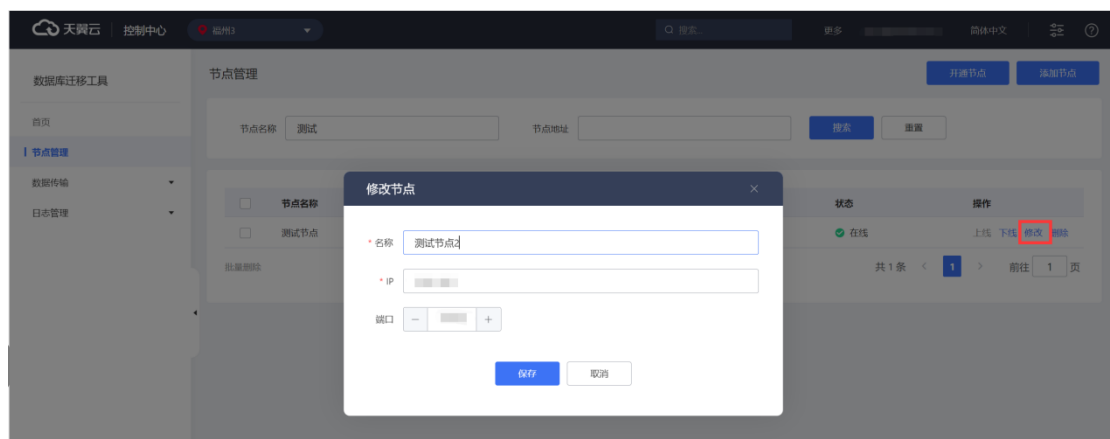 天翼云 控制中心 福州3 搜索... 更多 简体中文
数据库迁移工具
首页
节点管理
数据传输
日志管理
节点管理 开通节点 添加节点
节点名称 测试 节点地址 搜索 重置
节点名称 状态 操作
测试节点 在线 上线 下线 修改 删除
批量删除 共 1 条 1 前往 1 页
修改节点
* 名称 测试节点2
* IP
端口
保存 取消